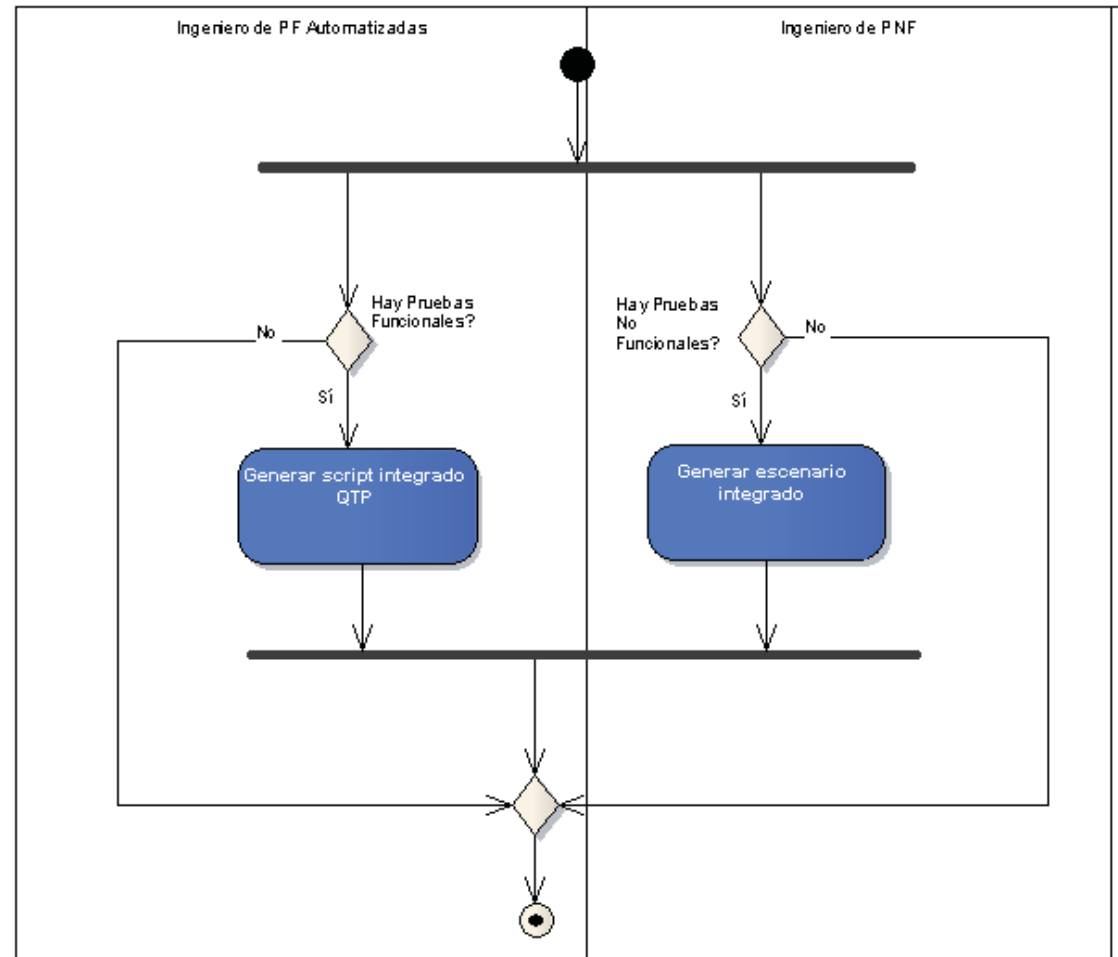 Ingeniero de PF Automatizadas
Ingeniero de PNF
Hay Pruebas
Funcionales?
Hay Pruebas
No
Funcionales?
No
No
Sí
Sí
Generar script integrado
QTP
Generar escenario
integrado